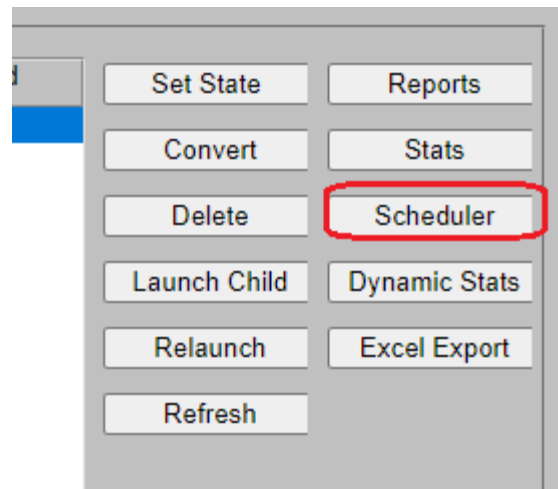 d
Set State
Reports
Convert
Stats
Delete
Scheduler
Launch Child
Dynamic Stats
Relaunch
Excel Export
Refresh